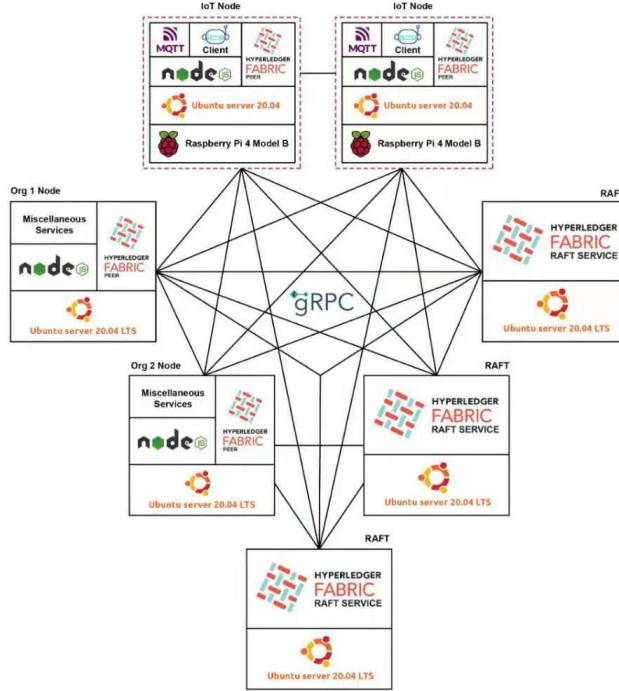 IoT Node
IoT Node
MQTT
Client
HYPERLEDGER
FABRIC
PEER
node JS
Ubuntu server 20.04
Raspberry Pi 4 Model B
MQTT
Client
HYPERLEDGER
FABRIC
PEER
node JS
Ubuntu server 20.04
Raspberry Pi 4 Model B
Org 1 Node
Miscellaneous
Services
HYPERLEDGER
FABRIC
PEER
node JS
Ubuntu server 20.04 LTS
RAF
HYPERLEDGER
FABRIC
RAFT SERVICE
Ubuntu server 20.04 LTS
gRPC
Org 2 Node
Miscellaneous
Services
HYPERLEDGER
FABRIC
PEER
node JS
Ubuntu server 20.04 LTS
RAFT
HYPERLEDGER
FABRIC
RAFT SERVICE
Ubuntu server 20.04 LTS
RAFT
HYPERLEDGER
FABRIC
RAFT SERVICE
Ubuntu server 20.04 LTS